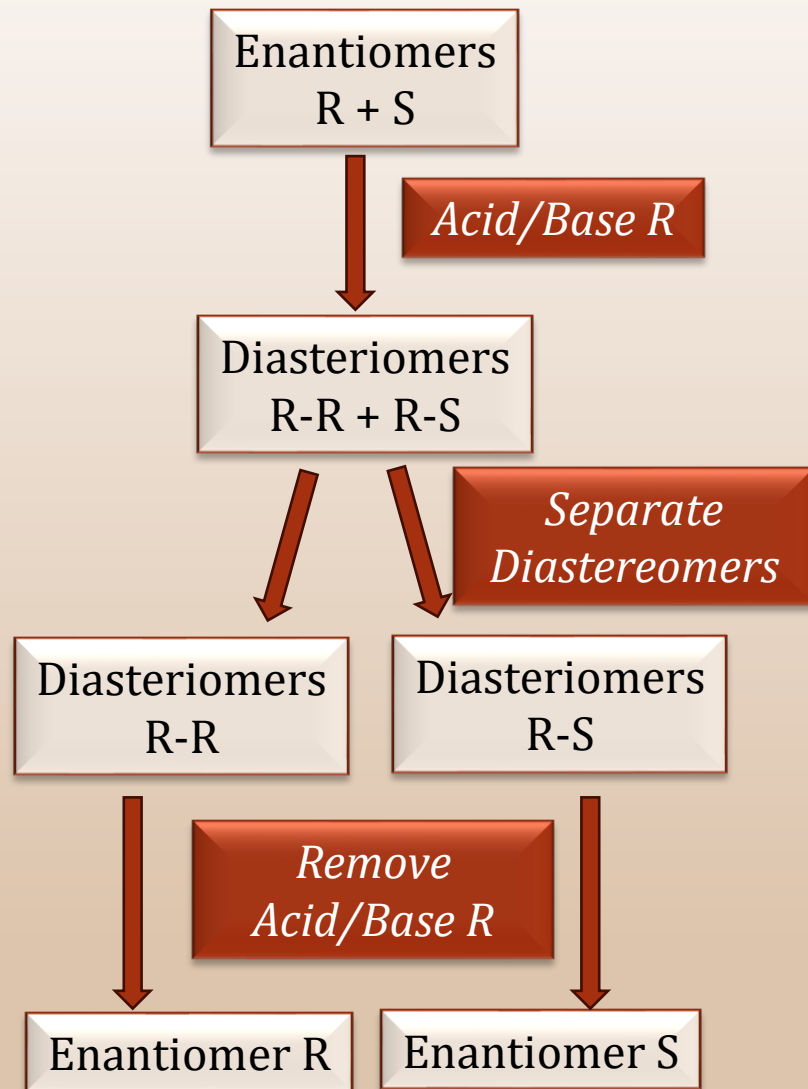 Enantiomers
R + S
Acid/Base R
Diasteriomers
R-R + R-S
Separate
Diastereomers
Diasteriomers
R-R
Diasteriomers
R-S
Remove
Acid/Base R
Enantiomer R
Enantiomer S